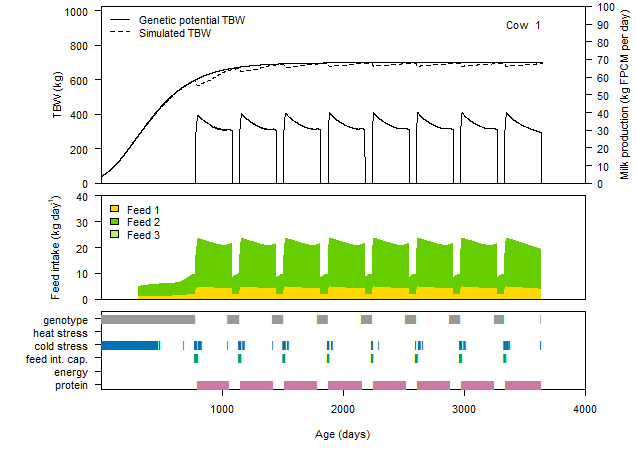 1000
800
600
400
200
0
TBW (kg)
Genetic potential TBW
Simulated TBW
Cow 1
100
90
80
70
60
50
40
30
20
10
0
Milk production (kg FPCM per day)
40
30
20
10
0
Feed intake (kg day-1)
Feed 1
Feed 2
Feed 3
genotype
heat stress
cold stress
feed int. cap.
energy
protein
1000 2000 3000 4000
Age (days)